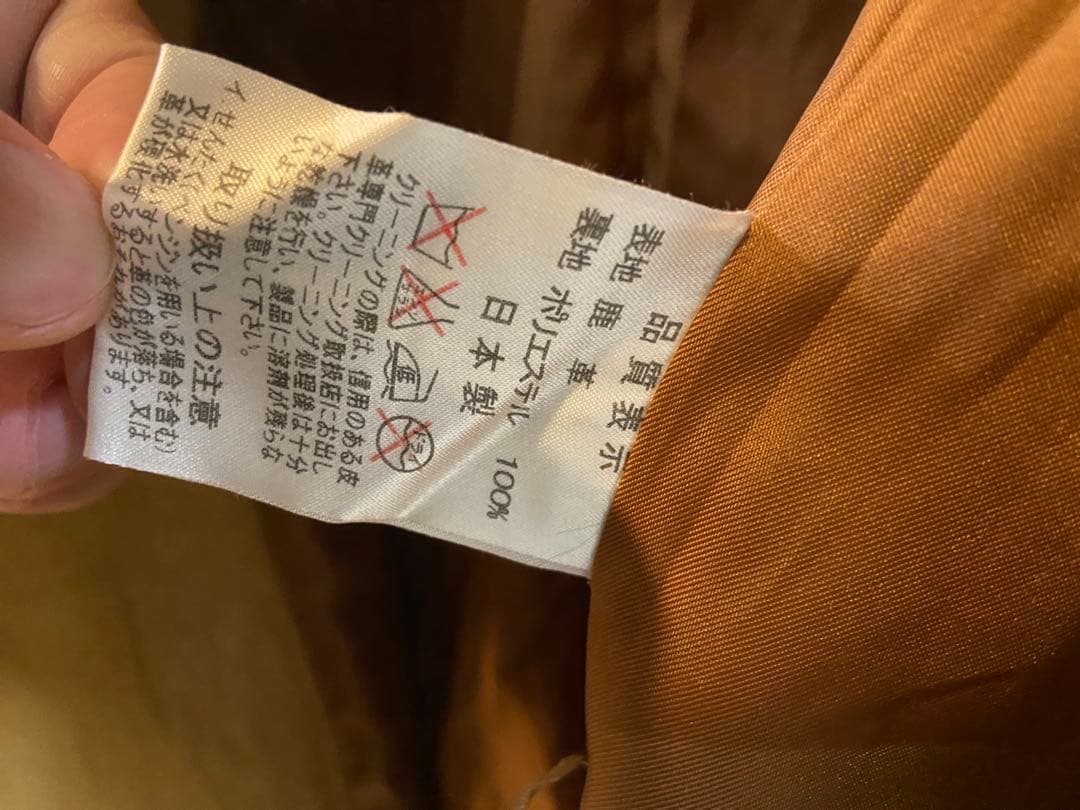 品質表示
表地 鹿革
裏地 ポリエステル 100%
日本製
低 ドライ
クリーニングの際は、信用のある皮
革専門クリーニング取扱店にお出し
下さい。クリーニング処理後は十分
な乾燥を行い、製品に溶剤が残らな
いように注意して下さい。
取り扱い上の注意
イ せんたく(ベンジンを用いる場合を含む)
又は水洗いすると革の色が落ち、又は
革が硬化するおそれがあります。